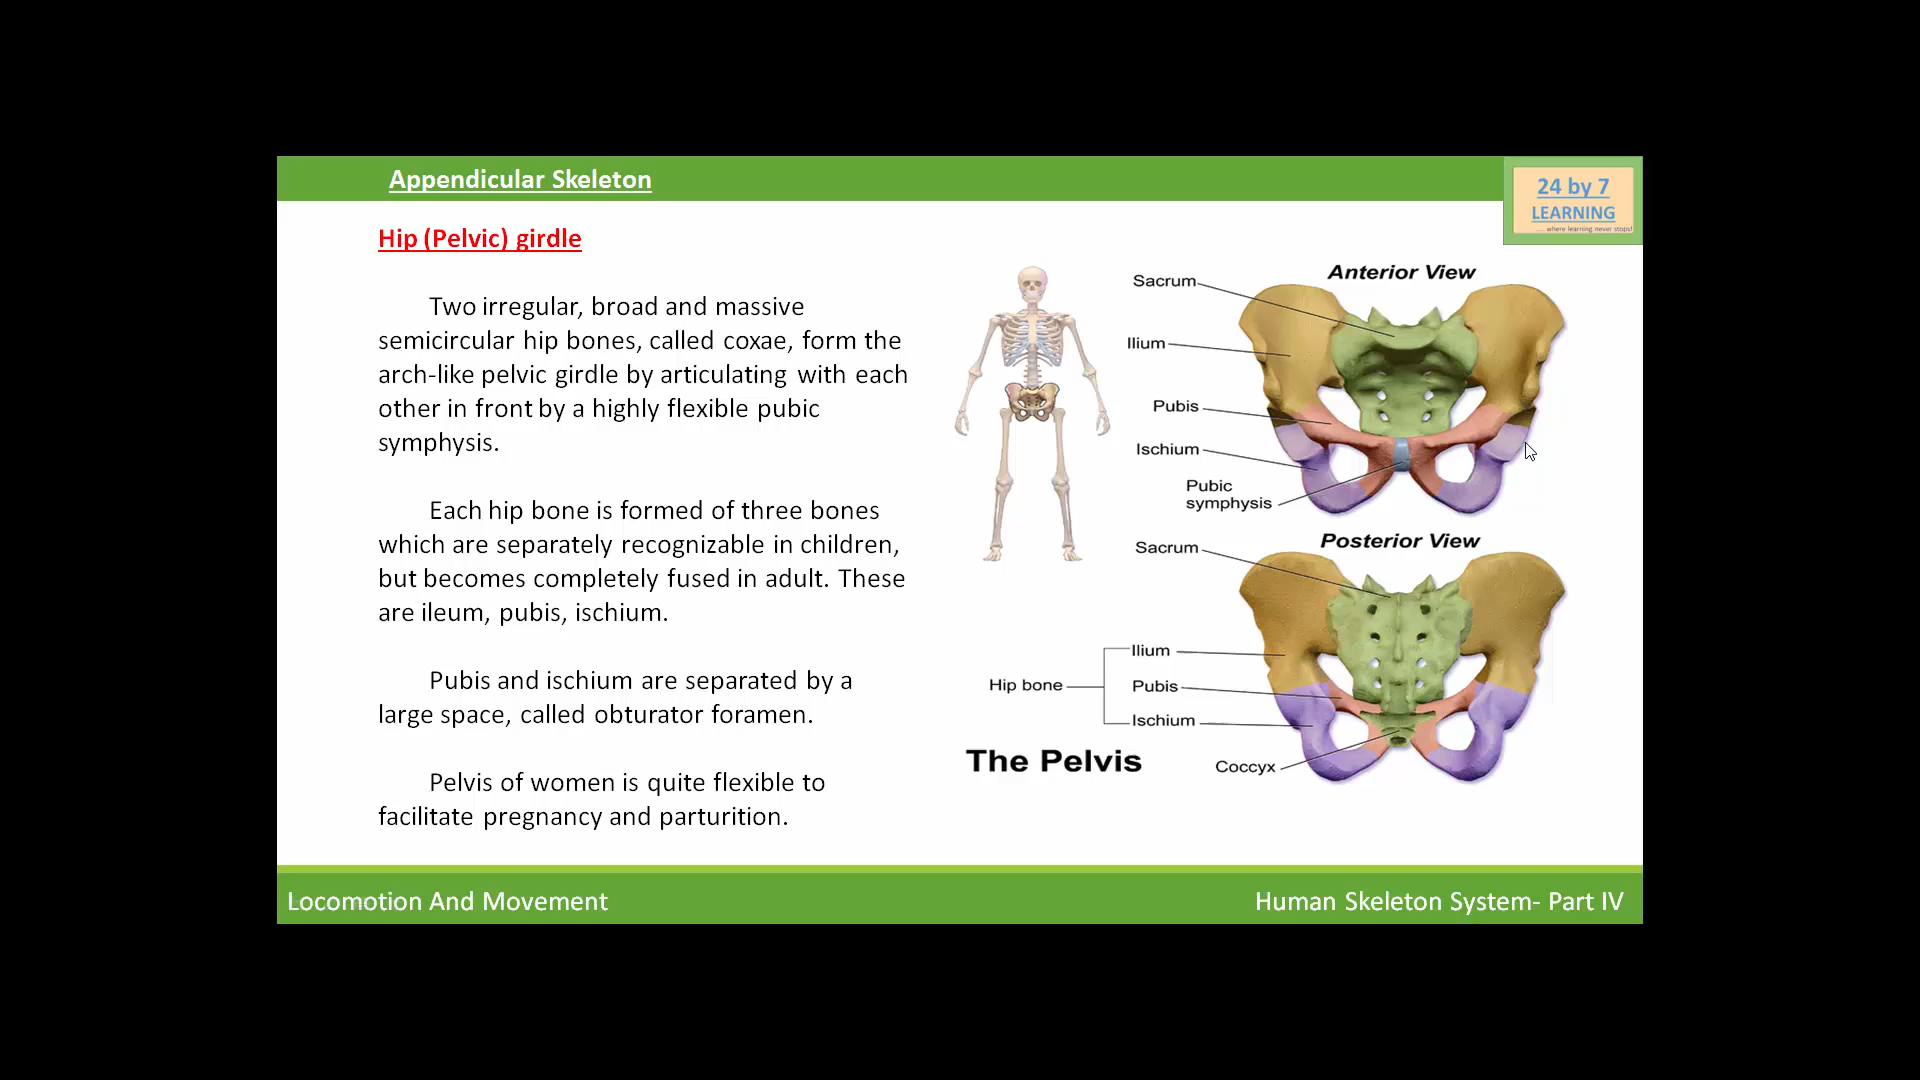 Appendicular Skeleton
24 by 7
LEARNING
.... where learning never stops!
Hip (Pelvic) girdle
Two irregular, broad and massive
semicircular hip bones, called coxae, form the
arch-like pelvic girdle by articulating with each
other in front by a highly flexible pubic
symphysis.
Each hip bone is formed of three bones
which are separately recognizable in children,
but becomes completely fused in adult. These
are ileum, pubis, ischium.
Pubis and ischium are separated by a
large space, called obturator foramen.
Pelvis of women is quite flexible to
facilitate pregnancy and parturition.
Anterior View
Sacrum
Ilium
Pubis
Ischium
Pubic
symphysis
Posterior View
Sacrum
Hip bone
Ilium
Pubis
Ischium
Coccyx
The Pelvis
Locomotion And Movement
Human Skeleton System- Part IV